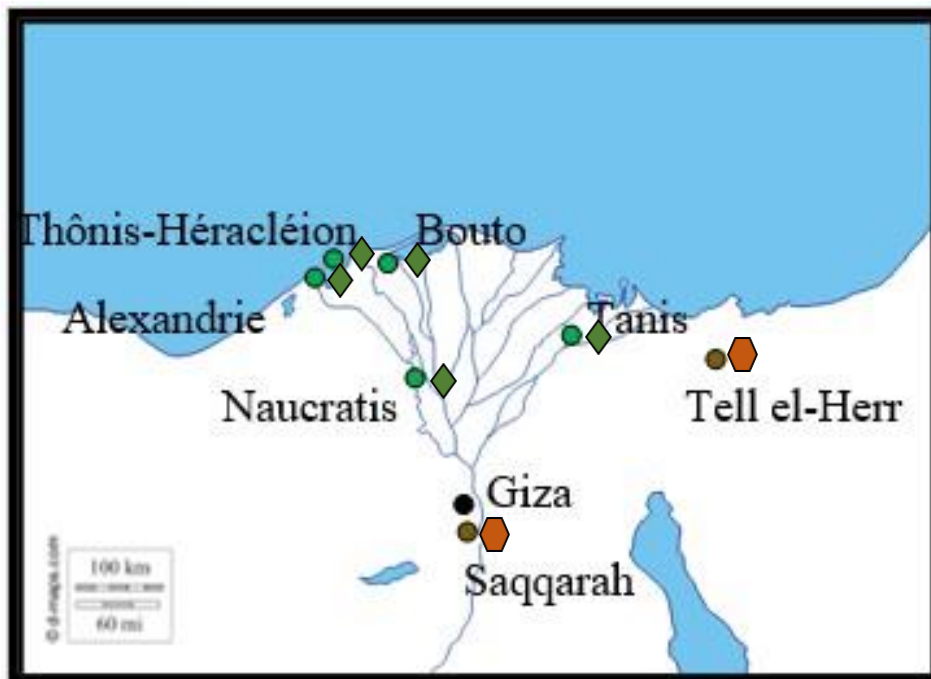 Thônis-Héracléion
Bouto
Alexandrie
Tanis
Naucratis
Tell el-Herr
Giza
Saqqarah
100 km
60 mi
© d-maps.com